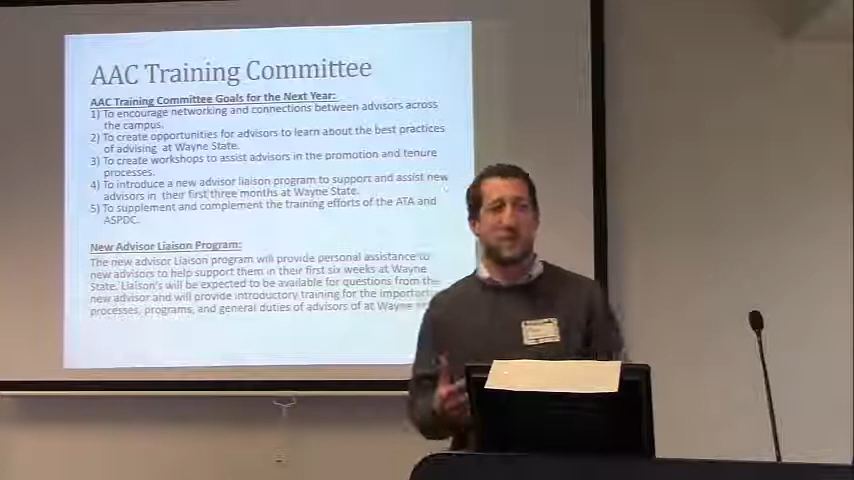 AAC Training Committee
AAC Training Committee Goals for the Next Year:
1) To encourage networking and connections between advisors across
the campus.
2) To create opportunities for advisors to learn about the best practices
of advising at Wayne State.
3) To create workshops to assist advisors in the promotion and tenure
processes.
4) To introduce a new advisor liaison program to support and assist new
advisors in their first three months at Wayne State.
5) To supplement and complement the training efforts of the ATA and
ASPDC.
New Advisor Liaison Program:
The new advisor Liaison program will provide personal assistance to
new advisors to help support them in their first six weeks at Wayne
State. Liaison's will be expected to be available for questions from the
new advisor and will provide introductory training for the important
processes, programs, and general duties of advisors of at Wayne